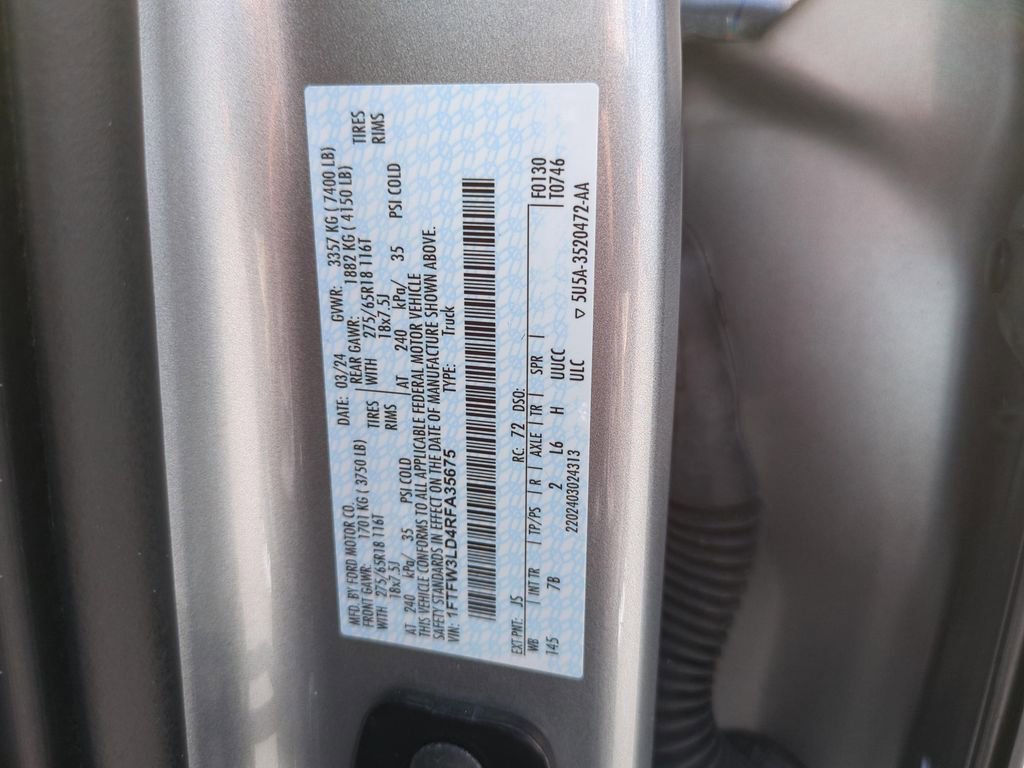 MFD. BY FORD MOTOR CO.
DATE: 03/24 GVWR: 3357 KG ( 7400 LB)
FRONT GAWR: 1701 KG ( 3750 LB) REAR GAWR: 1882 KG ( 4150 LB)
WITH 275/65R18 116T TIRES WITH 275/65R18 116T TIRES
18x7.5J RIMS 18x7.5J RIMS
AT 240 kPa/ 35 PSI COLD AT 240 kPa/ 35 PSI COLD
THIS VEHICLE CONFORMS TO ALL APPLICABLE FEDERAL MOTOR VEHICLE
SAFETY STANDARDS IN EFFECT ON THE DATE OF MANUFACTURE SHOWN ABOVE.
VIN: 1FTFW3LD4RFA35675 TYPE: Truck
EXT PNT: JS RC: 72 DSO: F0130
WB INT TR TP/PS R AXLE TR SPR T0746
145 7B 2 L6 H UUCC
2202403024313 ULC ▽ 5U5A-3520472-AA